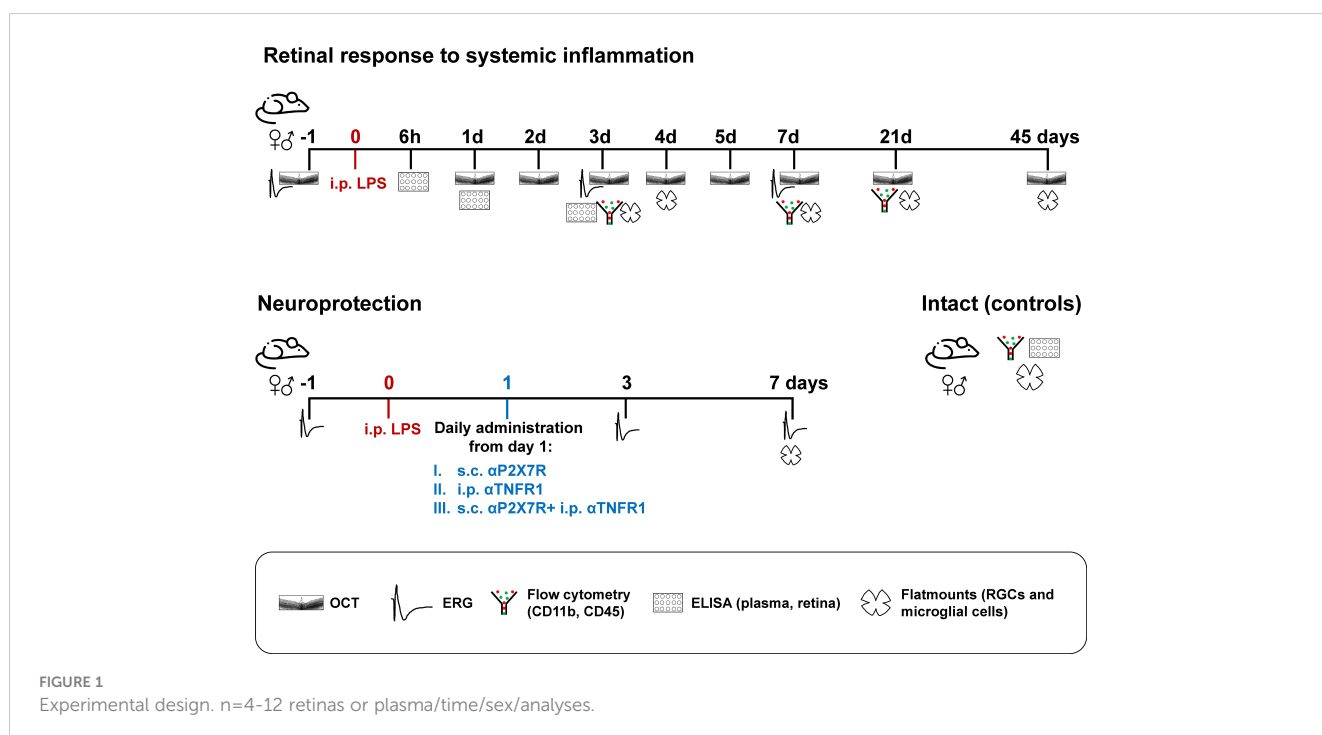 Retinal response to systemic inflammation
♀♂ -1 0 6h 1d 2d 3d 4d 5d 7d 21d 45 days
i.p. LPS
Neuroprotection
Intact (controls)
♀♂ -1 0 1 3 7 days
♀♂
i.p. LPS
Daily administration
from day 1:
I. s.c. αP2X7R
II. i.p. αTNFR1
III. s.c. αP2X7R+ i.p. αTNFR1
OCT
ERG
Flow cytometry
(CD11b, CD45)
ELISA (plasma, retina)
Flatmounts (RGCs and
microglial cells)
FIGURE 1
Experimental design. n=4-12 retinas or plasma/time/sex/analyses.